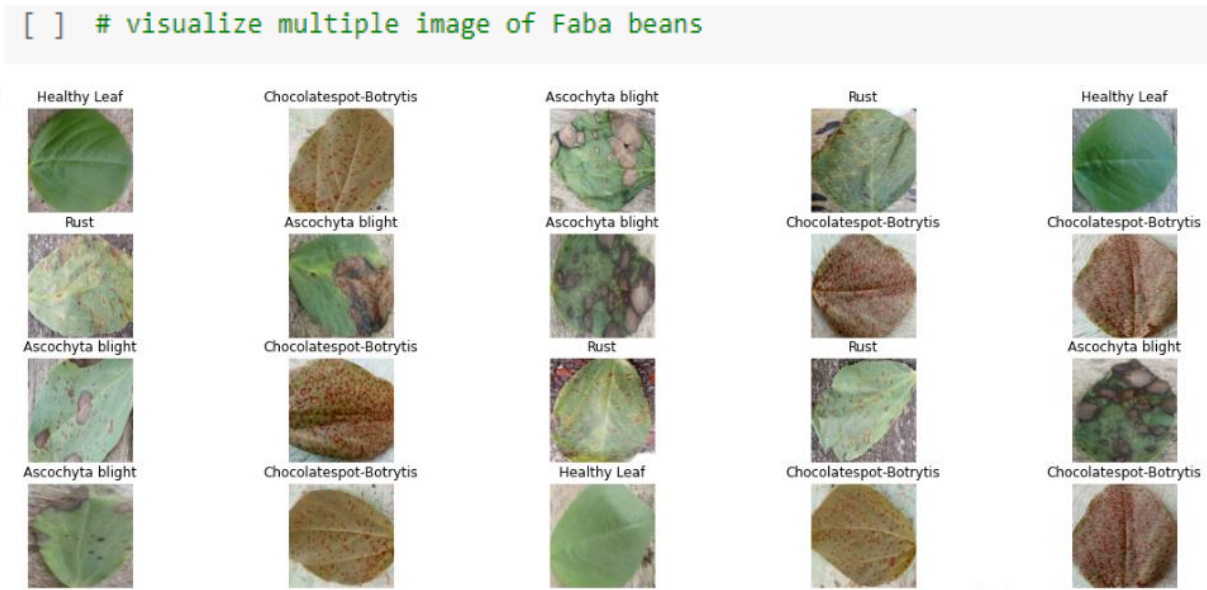 [ ] # visualize multiple image of Faba beans
Healthy Leaf Chocolatespot-Botrytis Ascochyta blight Rust Healthy Leaf
Rust Ascochyta blight Ascochyta blight Chocolatespot-Botrytis Chocolatespot-Botrytis
Ascochyta blight Chocolatespot-Botrytis Rust Rust Ascochyta blight
Ascochyta blight Chocolatespot-Botrytis Healthy Leaf Chocolatespot-Botrytis Chocolatespot-Botrytis